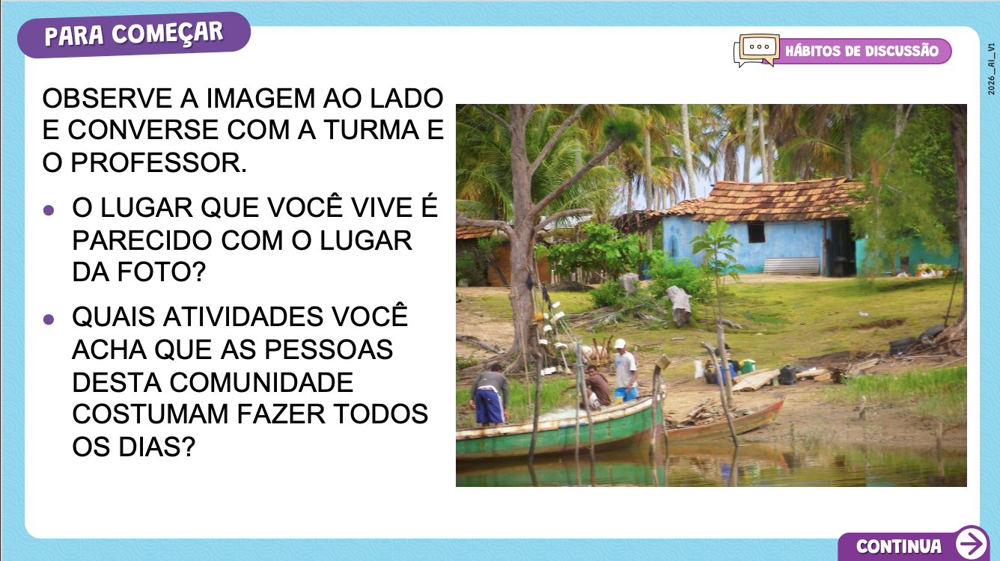 PARA COMEÇAR
HÁBITOS DE DISCUSSÃO
2026_AI_V1
OBSERVE A IMAGEM AO LADO
E CONVERSE COM A TURMA E
O PROFESSOR.
• O LUGAR QUE VOCÊ VIVE É
PARECIDO COM O LUGAR
DA FOTO?
• QUAIS ATIVIDADES VOCÊ
ACHA QUE AS PESSOAS
DESTA COMUNIDADE
COSTUMAM FAZER TODOS
OS DIAS?
CONTINUA